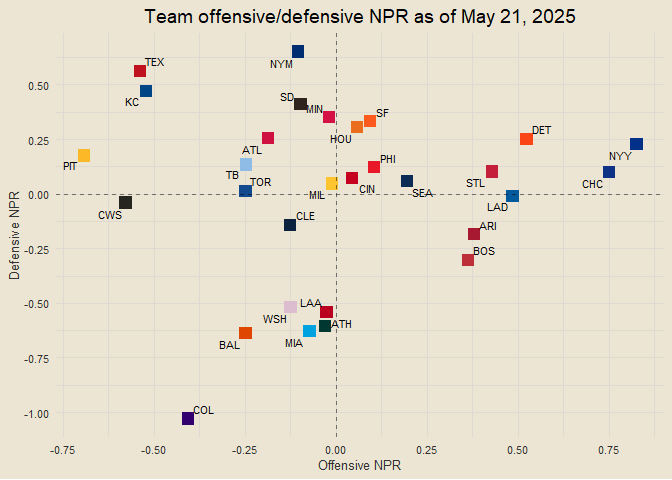 Team offensive/defensive NPR as of May 21, 2025
NYM
TEX
KC
SD
MIN
SF
HOU
DET
ATL
NYY
PIT
TB
PHI
STL
CHC
TOR
MIL
CIN
SEA
LAD
CWS
CLE
ARI
BOS
LAA
WSH
ATH
BAL
MIA
COL
0.50
0.25
0.00
-0.25
-0.50
-0.75
-1.00
Defensive NPR
-0.75
-0.50
-0.25
0.00
0.25
0.50
0.75
Offensive NPR